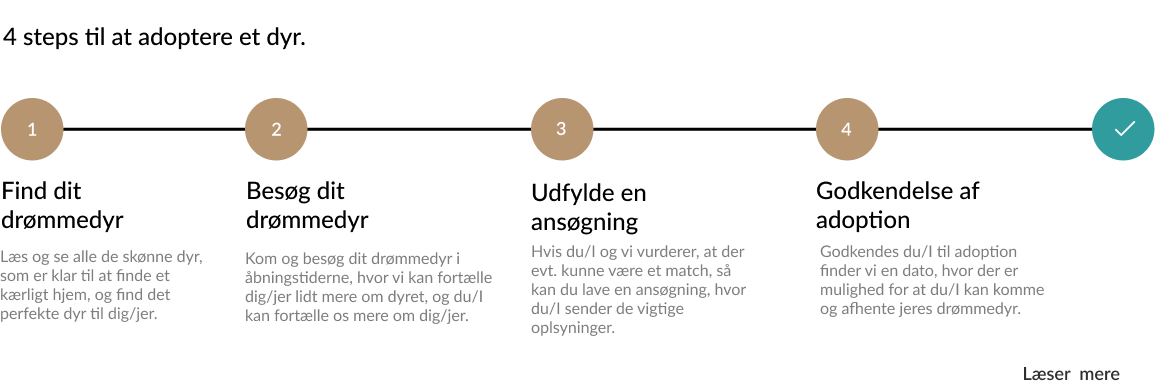 4 steps til at adoptere et dyr.
1
2
3
4
Find dit
drømmedyr
Læs og se alle de skønne dyr,
som er klar til at finde et
kærligt hjem, og find det
perfekte dyr til dig/jer.
Besøg dit
drømmedyr
Kom og besøg dit drømmedyr i
åbningstiderne, hvor vi kan fortælle
dig/jer lidt mere om dyret, og du/I
kan fortælle os mere om dig/jer.
Udfylde en
ansøgning
Hvis du/I og vi vurderer, at der
evt. kunne være et match, så
kan du lave en ansøgning, hvor
du/I sender de vigtige
oplsyninger.
Godkendelse af
adoption
Godkendes du/I til adoption
finder vi en dato, hvor der er
mulighed for at du/I kan komme
og afhente jeres drømmedyr.
Læser mere